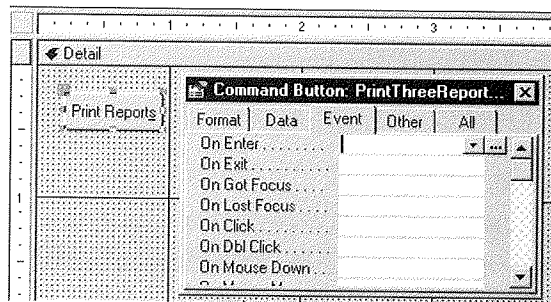 1 2 3
Detail
Print Reports
Command Button: PrintThreeReport...
Format Data Event Other All
On Enter........
On Exit.........
On Got Focus....
On Lost Focus....
On Click.........
On Dbl Click......
On Mouse Down..
1